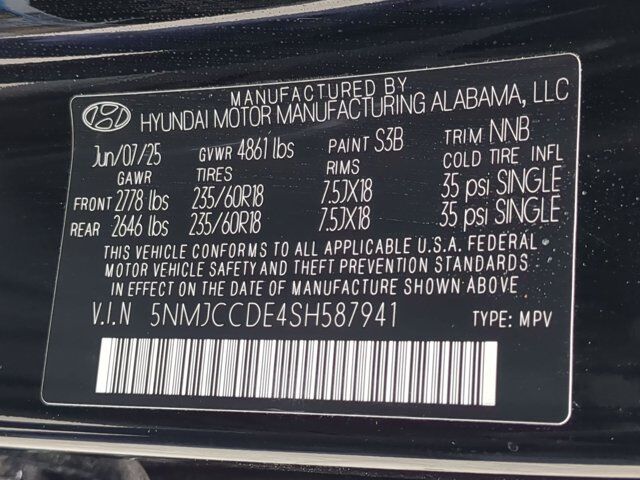 MANUFACTURED BY
HYUNDAI MOTOR MANUFACTURING ALABAMA, LLC
Jun/07/25 GVWR 4861 lbs PAINT S3B TRIM NNB
GAWR TIRES RIMS COLD TIRE INFL
FRONT 2778 lbs 235/60R18 7.5JX18 35 psi SINGLE
REAR 2646 lbs 235/60R18 7.5JX18 35 psi SINGLE
THIS VEHICLE CONFORMS TO ALL APPLICABLE U.S.A. FEDERAL
MOTOR VEHICLE SAFETY AND THEFT PREVENTION STANDARDS
IN EFFECT ON THE DATE OF MANUFACTURE SHOWN ABOVE
V.I.N 5NMJCCDE4SH587941 TYPE: MPV